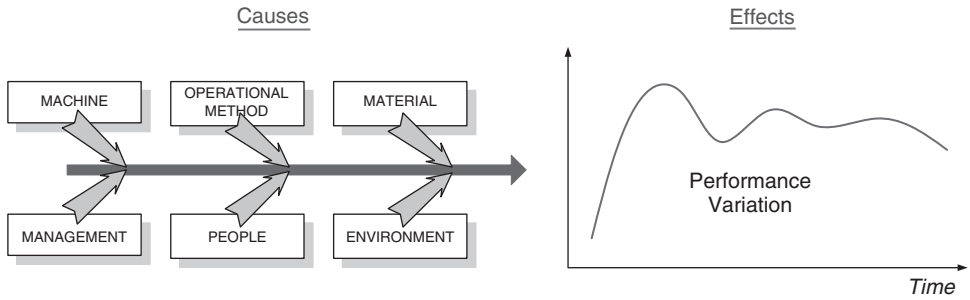 Causes
Effects
MACHINE
OPERATIONAL
METHOD
MATERIAL
MANAGEMENT
PEOPLE
ENVIRONMENT
Performance
Variation
Time